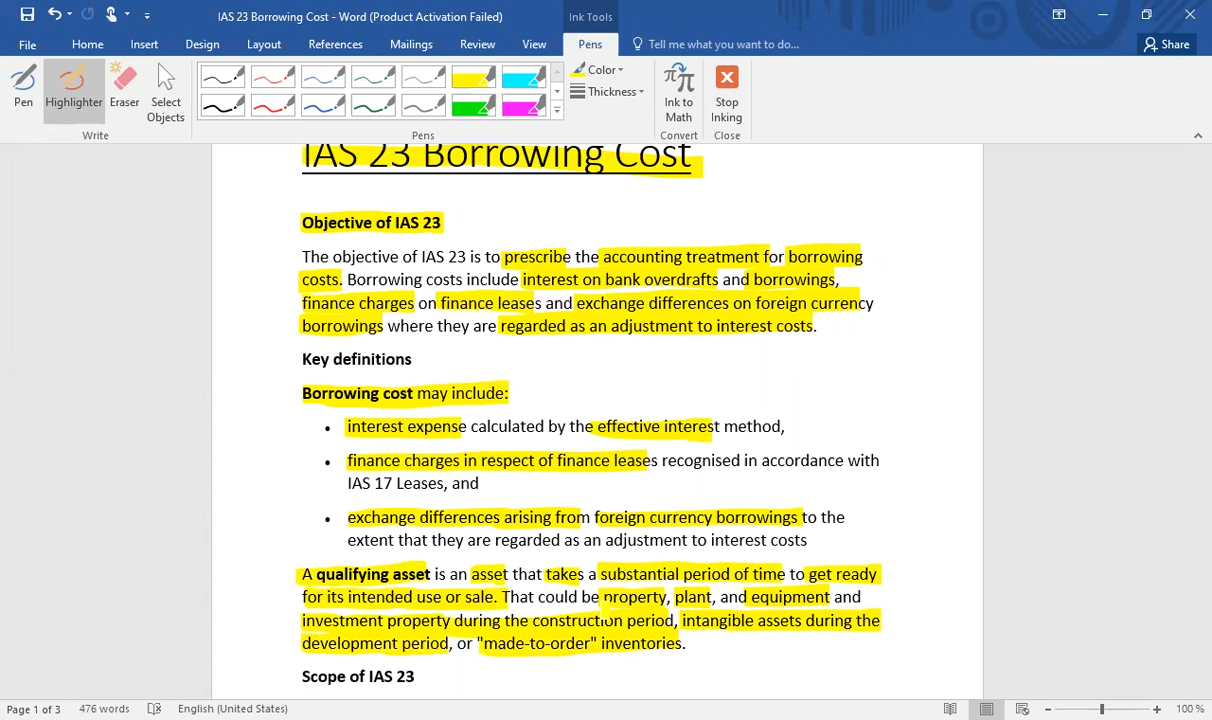 IAS 23 Borrowing Cost - Word (Product Activation Failed)
Ink Tools
File
Home
Insert
Design
Layout
References
Mailings
Review
View
Pens
Tell me what you want to do...
Share
Pen
Highlighter
Eraser
Select
Objects
Color
Thickness
Ink to
Math
Stop
Inking
Write
Pens
Convert
Close
IAS 23 Borrowing Cost
Objective of IAS 23
The objective of IAS 23 is to prescribe the accounting treatment for borrowing
costs. Borrowing costs include interest on bank overdrafts and borrowings,
finance charges on finance leases and exchange differences on foreign currency
borrowings where they are regarded as an adjustment to interest costs.
Key definitions
Borrowing cost may include:
• interest expense calculated by the effective interest method,
• finance charges in respect of finance leases recognised in accordance with
IAS 17 Leases, and
• exchange differences arising from foreign currency borrowings to the
extent that they are regarded as an adjustment to interest costs
A qualifying asset is an asset that takes a substantial period of time to get ready
for its intended use or sale. That could be property, plant, and equipment and
investment property during the construction period, intangible assets during the
development period, or "made-to-order" inventories.
Scope of IAS 23
Page 1 of 3
476 words
English (United States)
100 %